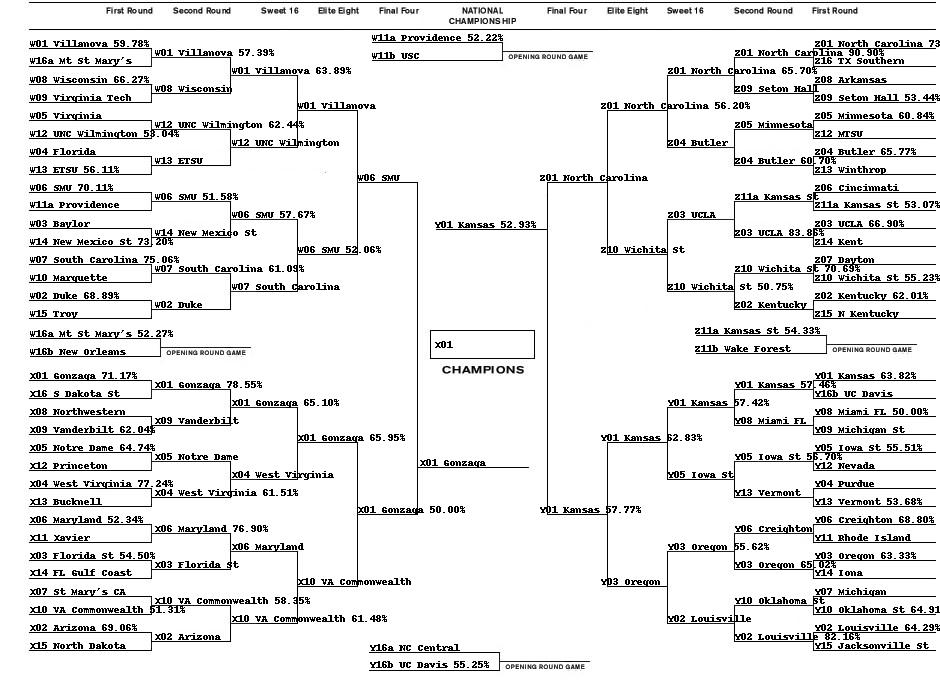 First Round Second Round Sweet 16 Elite Eight Final Four NATIONAL CHAMPIONSHIP Final Four Elite Eight Sweet 16 Second Round First Round
W11a Providence 52.22%
W11b USC
OPENING ROUND GAME
W01 Villanova 59.78%
W16a Mt St Mary's
W08 Wisconsin 66.27%
W09 Virginia Tech
W05 Virginia
W12 UNC Wilmington 53.04%
W04 Florida
W13 ETSU 56.11%
W06 SMU 70.11%
W11a Providence
W03 Baylor
W14 New Mexico St 73.20%
W07 South Carolina 75.06%
W10 Marquette
W02 Duke 68.89%
W15 Troy
W16a Mt St Mary's 52.27%
W16b New Orleans
OPENING ROUND GAME
W01 Villanova 57.39%
W08 Wisconsin
W12 UNC Wilmington 62.44%
W13 ETSU
W06 SMU 51.58%
W14 New Mexico St
W07 South Carolina 61.09%
W02 Duke
W01 Villanova 63.89%
W12 UNC Wilmington
W06 SMU 57.67%
W07 South Carolina
W01 Villanova
W06 SMU 52.06%
W06 SMU
X01 Gonzaga 71.17%
X16 S Dakota St
X08 Northwestern
X09 Vanderbilt 62.04%
X05 Notre Dame 64.74%
X12 Princeton
X04 West Virginia 77.24%
X13 Bucknell
X06 Maryland 52.34%
X11 Xavier
X03 Florida St 54.50%
X14 FL Gulf Coast
X07 St Mary's CA
X10 VA Commonwealth 51.31%
X02 Arizona 69.06%
X15 North Dakota
X01 Gonzaga 78.55%
X09 Vanderbilt
X05 Notre Dame
X04 West Virginia 61.51%
X06 Maryland 76.90%
X03 Florida St
X10 VA Commonwealth 58.35%
X02 Arizona
X01 Gonzaga 65.10%
X04 West Virginia
X06 Maryland
X10 VA Commonwealth 61.48%
X01 Gonzaga 65.95%
X10 VA Commonwealth
X01 Gonzaga 50.00%
X01 Gonzaga
Y01 Kansas 52.93%
X01
CHAMPIONS
Z01 North Carolina
Z01 North Carolina 56.20%
Z10 Wichita St
Z01 North Carolina 65.70%
Z04 Butler
Z03 UCLA
Z10 Wichita St 50.75%
Z01 North Carolina 90.90%
Z09 Seton Hall
Z05 Minnesota
Z04 Butler 60.70%
Z11a Kansas St
Z03 UCLA 83.86%
Z10 Wichita St 70.69%
Z02 Kentucky
Z01 North Carolina 73
Z16 TX Southern
Z08 Arkansas
Z09 Seton Hall 53.44%
Z05 Minnesota 60.84%
Z12 MTSU
Z04 Butler 65.77%
Z13 Winthrop
Z06 Cincinnati
Z11a Kansas St 53.07%
Z03 UCLA 66.90%
Z14 Kent
Z07 Dayton
Z10 Wichita St 55.23%
Z02 Kentucky 62.01%
Z15 N Kentucky
Z11a Kansas St 54.33%
Z11b Wake Forest
OPENING ROUND GAME
Y01 Kansas 57.77%
Y01 Kansas 62.83%
Y03 Oregon
Y01 Kansas 57.42%
Y05 Iowa St
Y03 Oregon 55.62%
Y02 Louisville
Y01 Kansas 57.46%
Y08 Miami FL
Y05 Iowa St 56.70%
Y13 Vermont
Y06 Creighton
Y03 Oregon 65.02%
Y10 Oklahoma St
Y02 Louisville 82.16%
Y01 Kansas 63.82%
Y16b UC Davis
Y08 Miami FL 50.00%
Y09 Michigan St
Y05 Iowa St 55.51%
Y12 Nevada
Y04 Purdue
Y13 Vermont 53.68%
Y06 Creighton 68.80%
Y11 Rhode Island
Y03 Oregon 63.33%
Y14 Iona
Y07 Michigan
Y10 Oklahoma St 64.91
Y02 Louisville 64.29%
Y15 Jacksonville St
Y16a NC Central
Y16b UC Davis 55.25%
OPENING ROUND GAME